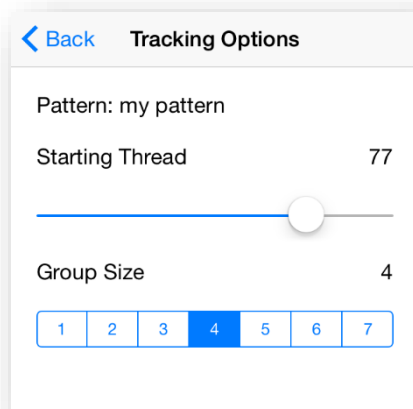 Back Tracking Options
Pattern: my pattern
Starting Thread 77
Group Size 4
1 2 3 4 5 6 7